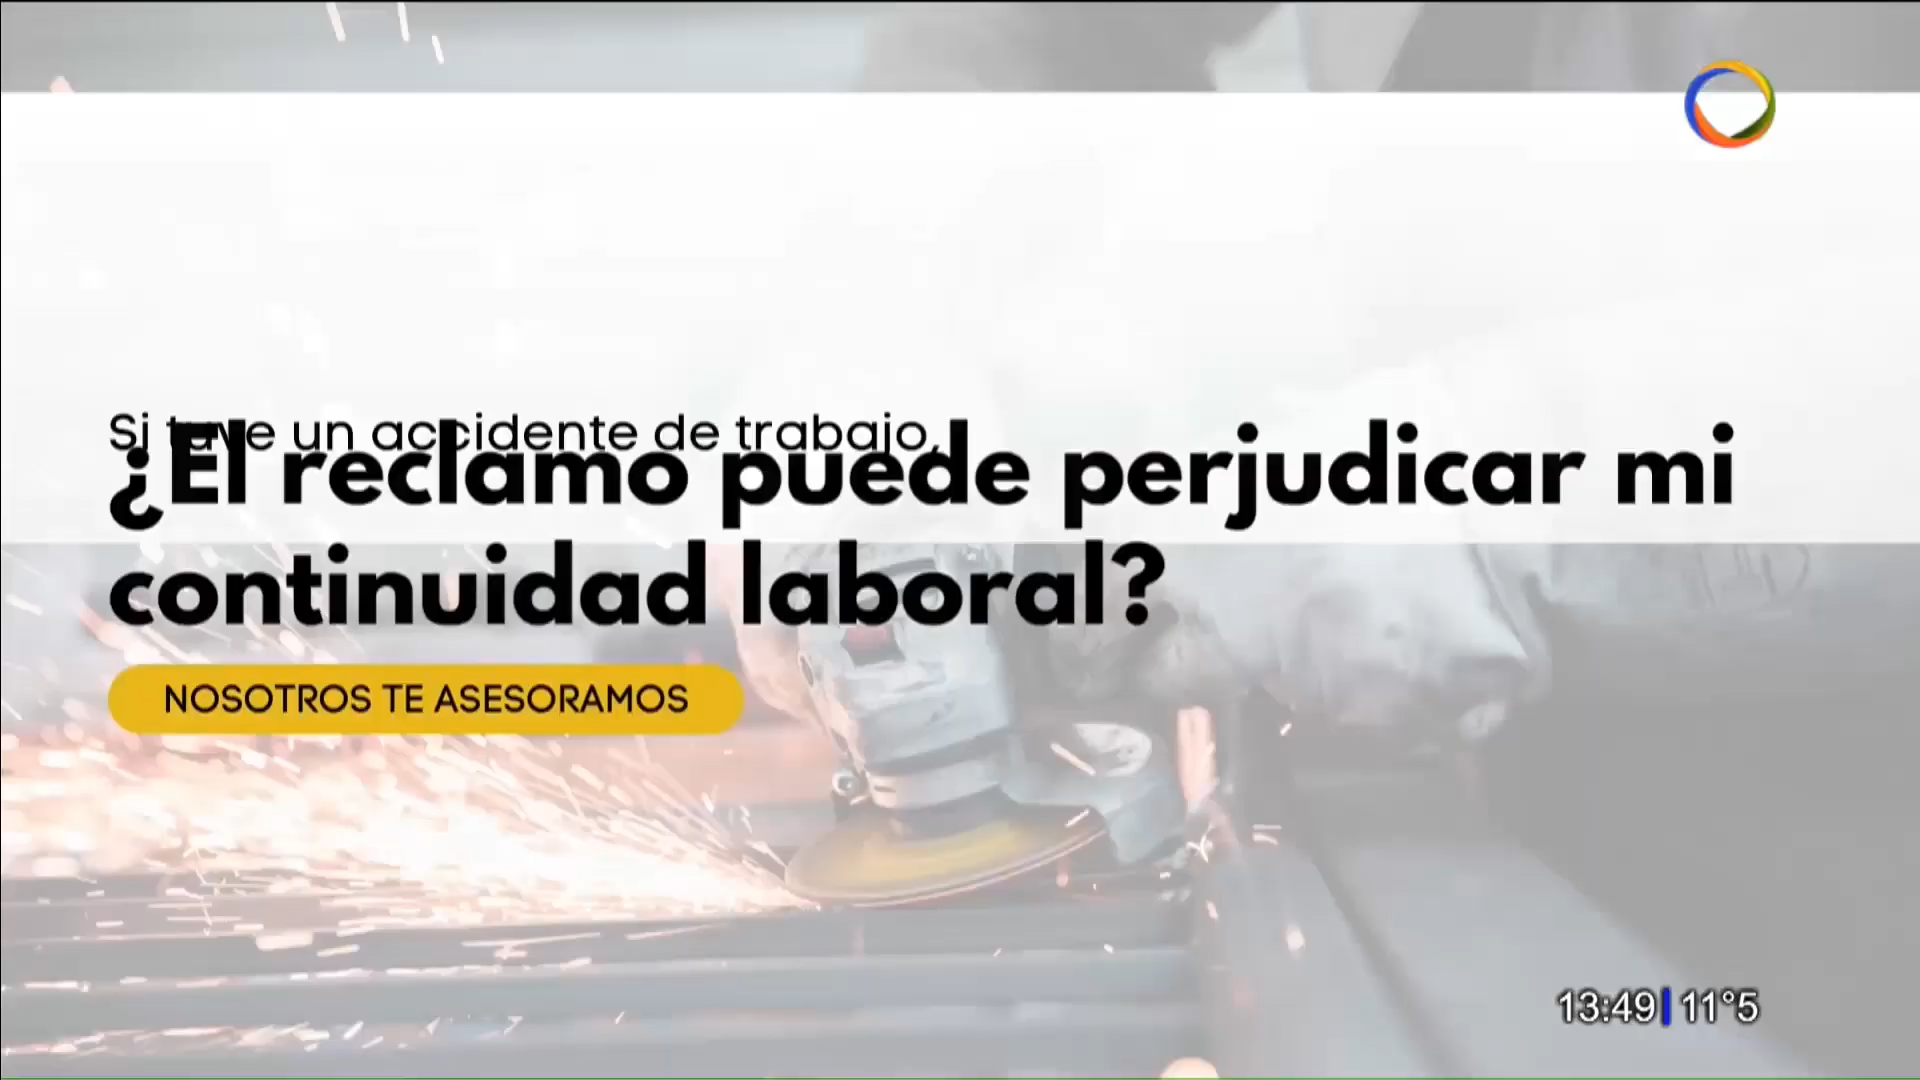 Si tuve un accidente de trabajo,
¿El reclamo puede perjudicar mi
continuidad laboral?
NOSOTROS TE ASESORAMOS
13:49 11°5